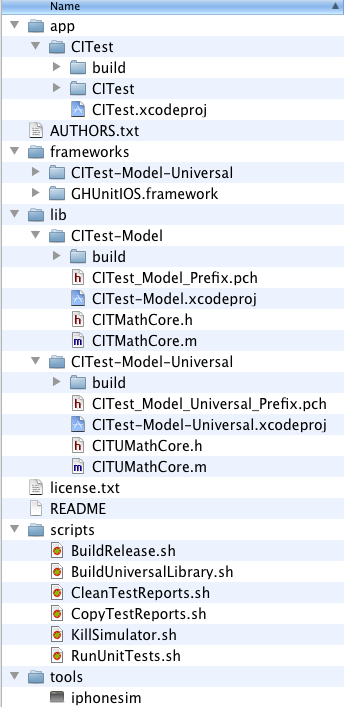 Name
app
CITest
build
CITest
CITest.xcodeproj
AUTHORS.txt
frameworks
CITest-Model-Universal
GHUnitIOS.framework
lib
CITest-Model
build
CITest_Model_Prefix.pch
CITest-Model.xcodeproj
CITMathCore.h
CITMathCore.m
CITest-Model-Universal
build
CITest_Model_Universal_Prefix.pch
CITest-Model-Universal.xcodeproj
CITUMathCore.h
CITUMathCore.m
license.txt
README
scripts
BuildRelease.sh
BuildUniversalLibrary.sh
CleanTestReports.sh
CopyTestReports.sh
KillSimulator.sh
RunUnitTests.sh
tools
iphonesim